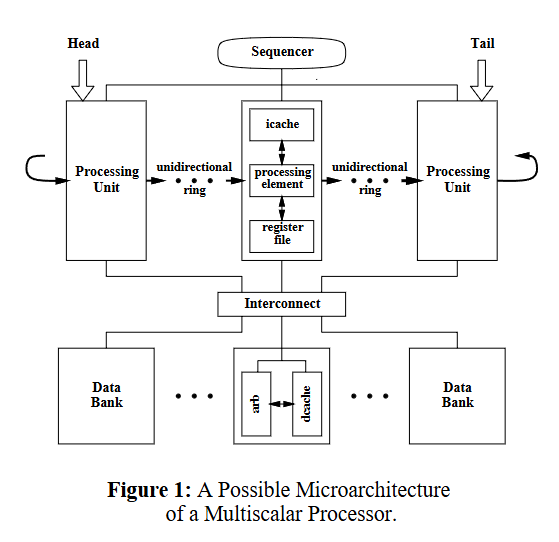 Head
Sequencer
Tail
Processing
Unit
unidirectional
ring
icache
processing
element
register
file
unidirectional
ring
Processing
Unit
Interconnect
Data
Bank
arb
dcache
Data
Bank
Figure 1: A Possible Microarchitecture
of a Multiscalar Processor.